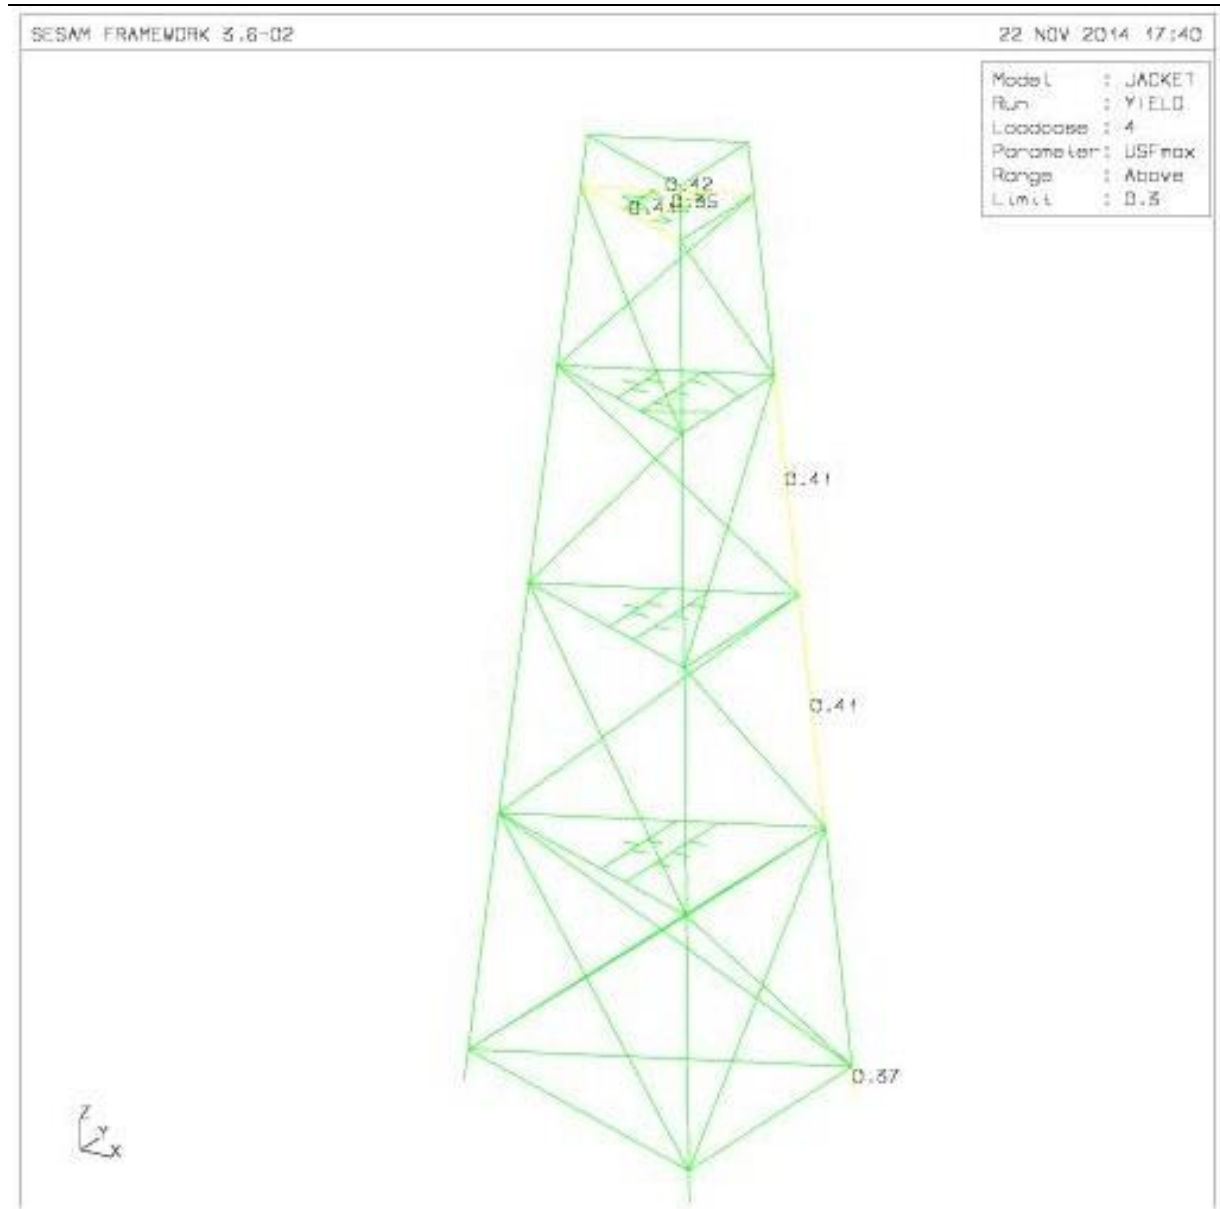 SESAM FRAMEWORK 3.6-02
22 NOV 2014 17:40
Model : JACKET
Run : YIELD
Loadcase : 4
Parameter: USFmax
Range : Above
Limit : 0.3
0.42
0.35
0.41
0.41
0.37
Z
Y
X